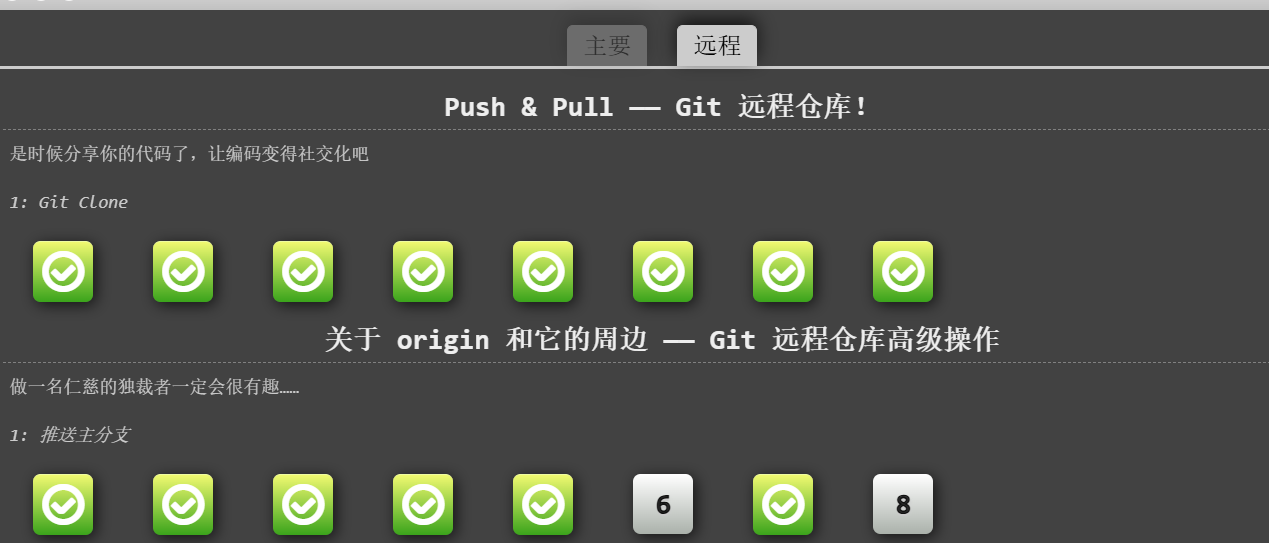 主要 远程
Push & Pull —— Git 远程仓库！
是时候分享你的代码了，让编码变得社交化吧
1: Git Clone
关于 origin 和它的周边 —— Git 远程仓库高级操作
做一名仁慈的独裁者一定会很有趣……
1: 推送主分支
6 8